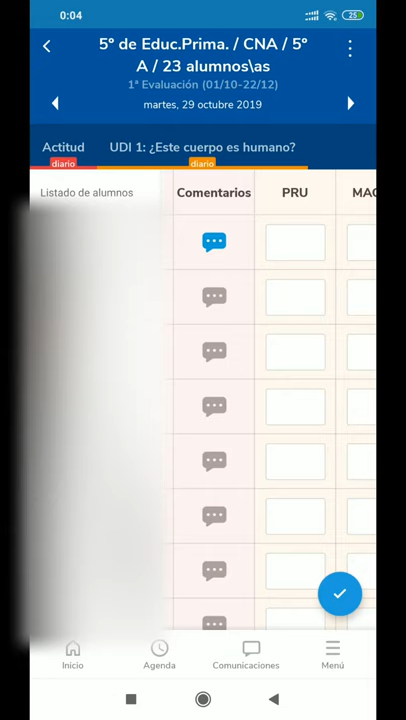 0:04
25
5º de Educ.Prima. / CNA / 5º
A / 23 alumnos\as
1ª Evaluación (01/10-22/12)
martes, 29 octubre 2019
Actitud
UDI 1: ¿Este cuerpo es humano?
diario
diario
Listado de alumnos
Comentarios
PRU
MA
Inicio
Agenda
Comunicaciones
Menú